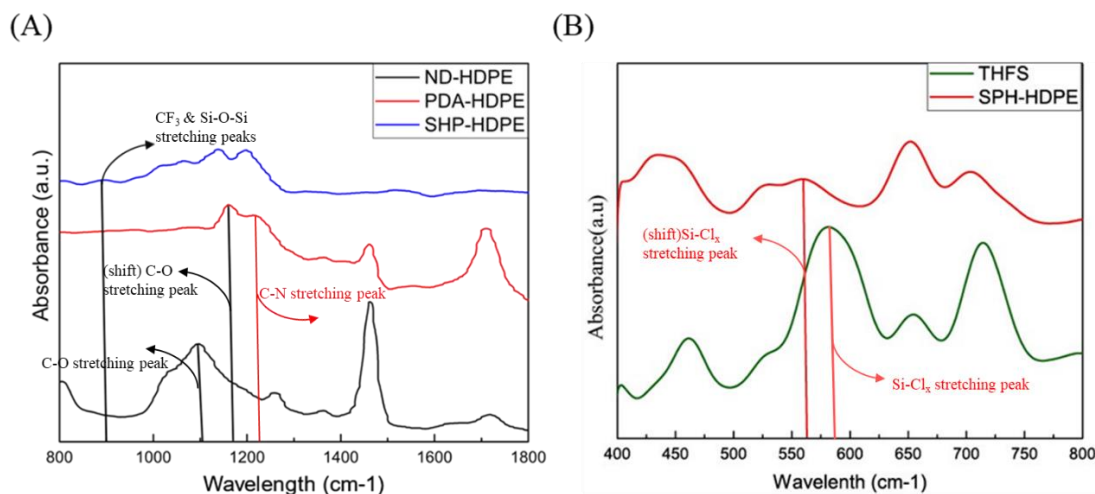 (A)
ND-HDPE
PDA-HDPE
SHP-HDPE
CF₃ & Si-O-Si
stretching peaks
(shift) C-O
stretching peak
C-N stretching peak
C-O stretching peak
Absorbance (a.u.)
800 1000 1200 1400 1600 1800
Wavelength (cm-1)
(B)
THFS
SPH-HDPE
(shift)Si-Clₓ
stretching peak
Si-Clₓ stretching peak
Absorbance(a.u)
400 450 500 550 600 650 700 750 800
Wavelenth (cm-1)